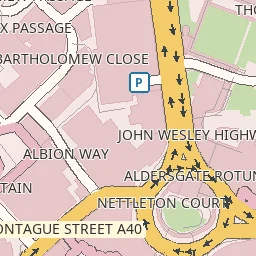 X PASSAGE
BARTHOLOMEW CLOSE
P
JOHN WESLEY HIGHW
ALBION WAY
ALDERSGATE ROTUN
TAIN
NETTLETON COURT
ONTAGUE STREET A40